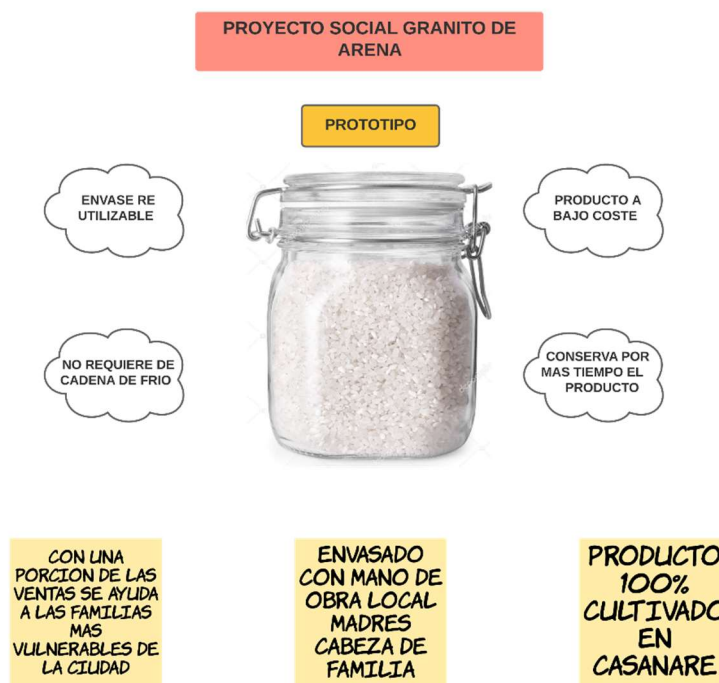 PROYECTO SOCIAL GRANITO DE
ARENA
PROTOTIPO
ENVASE RE
UTILIZABLE
PRODUCTO A
BAJO COSTE
NO REQUIERE DE
CADENA DE FRIO
CONSERVA POR
MAS TIEMPO EL
PRODUCTO
CON UNA
PORCION DE LAS
VENTAS SE AYUDA
A LAS FAMILIAS
MAS
VULNERABLES DE
LA CIUDAD
ENVASADO
CON MANO DE
OBRA LOCAL
MADRES
CABEZA DE
FAMILIA
PRODUCTO
100%
CULTIVADO
EN
CASANARE